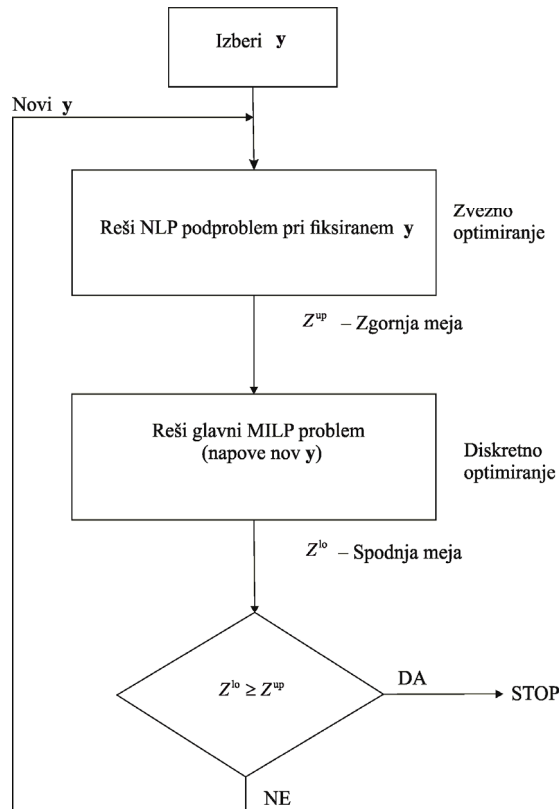 Izberi y
Novi y
Reši NLP podproblem pri fiksiranem y
Zvezno
optimiranje
Z^up – Zgornja meja
Reši glavni MILP problem
(napove nov y)
Diskretno
optimiranje
Z^lo – Spodnja meja
Z^lo ≥ Z^up
DA
STOP
NE